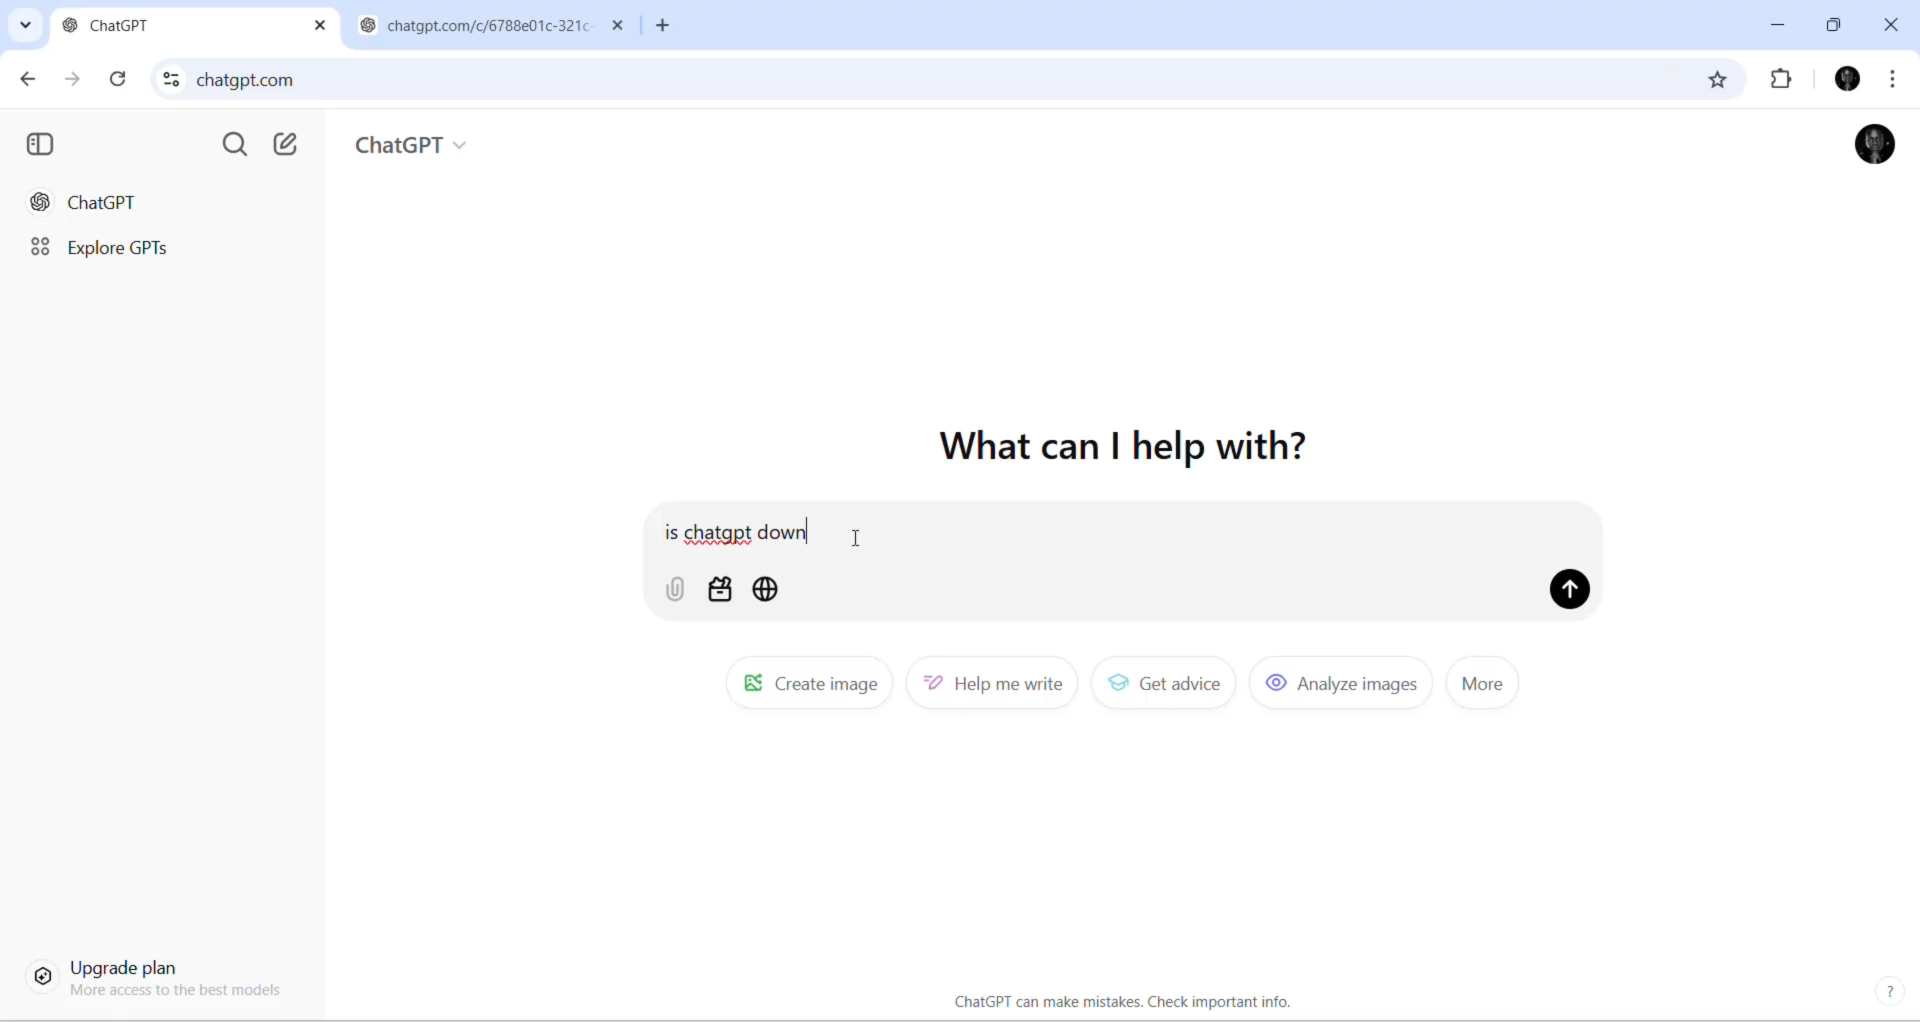 ChatGPT
chatgpt.com/c/6788e01c-321c-
chatgpt.com
ChatGPT
ChatGPT
Explore GPTs
What can I help with?
is chatgpt down
Create image
Help me write
Get advice
Analyze images
More
Upgrade plan
More access to the best models
ChatGPT can make mistakes. Check important info.
?